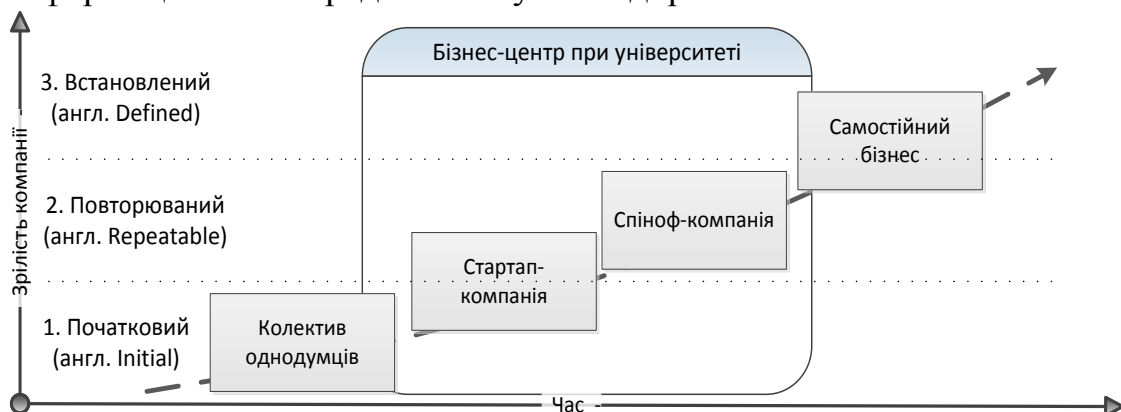 Бізнес-центр при університеті
3. Встановлений
(англ. Defined)
Самостійний
бізнес
2. Повторюваний
(англ. Repeatable)
Спіноф-компанія
Стартап-
компанія
1. Початковий
(англ. Initial)
Колектив
однодумців
Зрілість компанії
Час